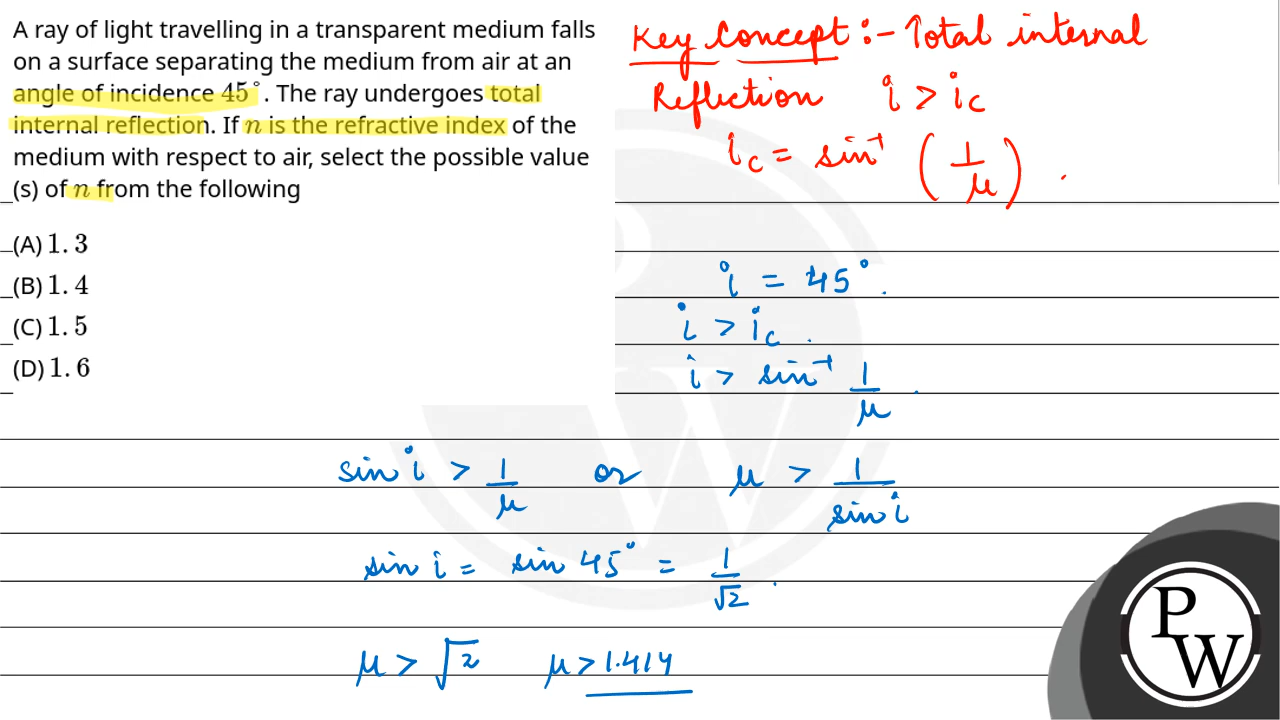 A ray of light travelling in a transparent medium falls
on a surface separating the medium from air at an
angle of incidence 45°. The ray undergoes total
internal reflection. If n is the refractive index of the
medium with respect to air, select the possible value
(s) of n from the following
(A) 1.3
(B) 1.4
(C) 1.5
(D) 1.6
Key Concept :- Total internal
Reflection i > ic
ic = sin⁻¹ (1/μ)
i = 45°.
i > ic.
i > sin⁻¹ 1/μ.
sin i > 1/μ or μ > 1/sin i
sin i = sin 45° = 1/√2.
μ > √2 μ > 1.414
PW